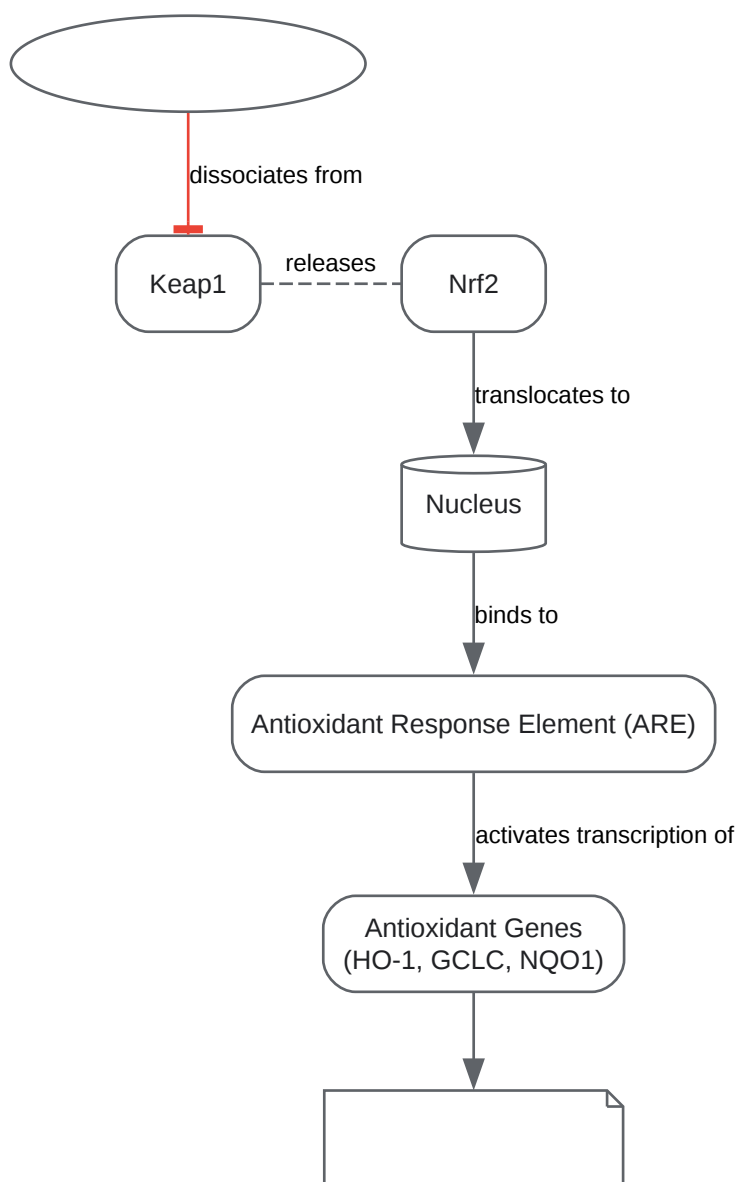 dissociates from
Keap1
releases
Nrf2
translocates to
Nucleus
binds to
Antioxidant Response Element (ARE)
activates transcription of
Antioxidant Genes
(HO-1, GCLC, NQO1)